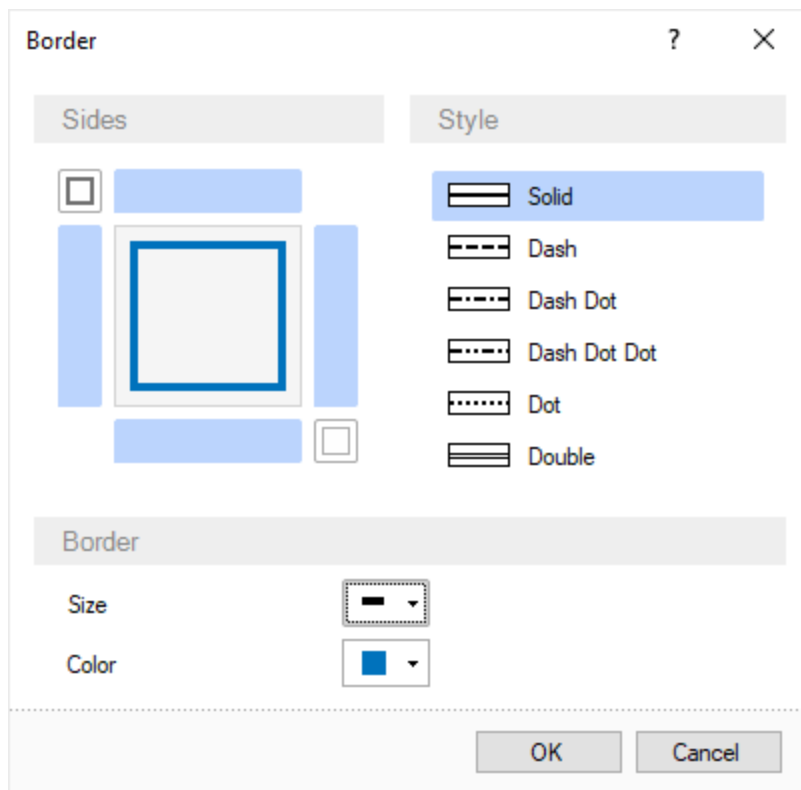 Border ?
Sides
Style
Solid
Dash
Dash Dot
Dash Dot Dot
Dot
Double
Border
Size
Color
OK Cancel